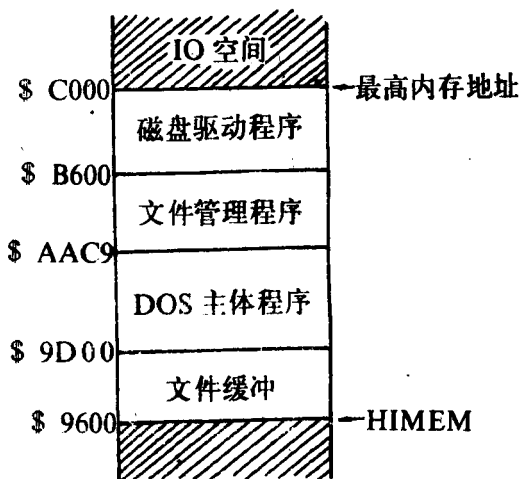 IO 空间
$ C000
最高内存地址
磁盘驱动程序
$ B600
文件管理程序
$ AAC9
DOS 主体程序
$ 9D00
文件缓冲
$ 9600
HIMEM